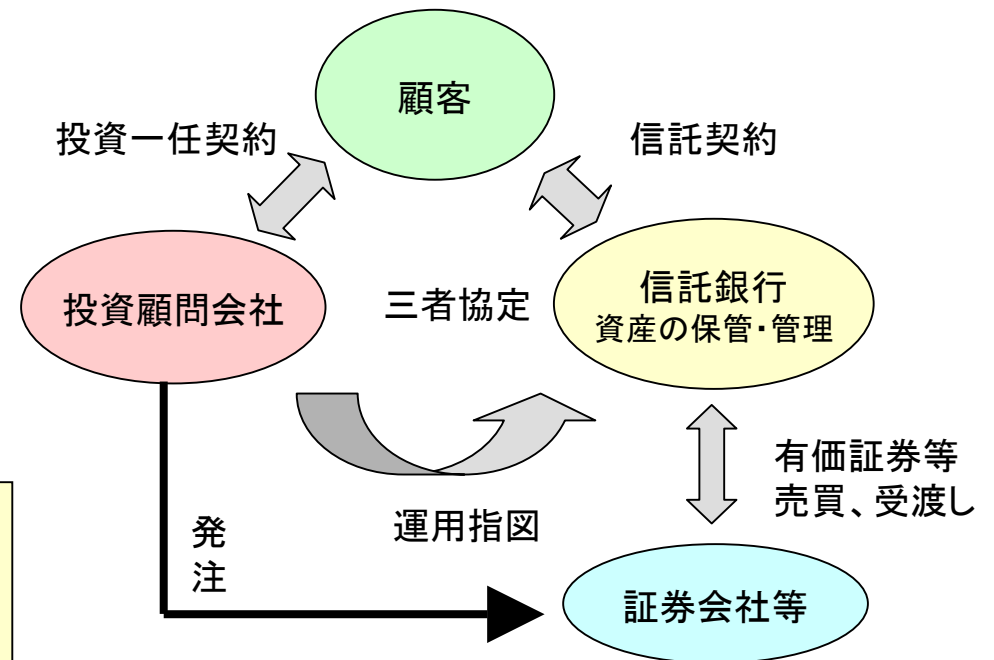 顧客
投資一任契約
信託契約
投資顧問会社
三者協定
信託銀行
資産の保管・管理
有価証券等
売買、受渡し
運用指図
発
注
証券会社等